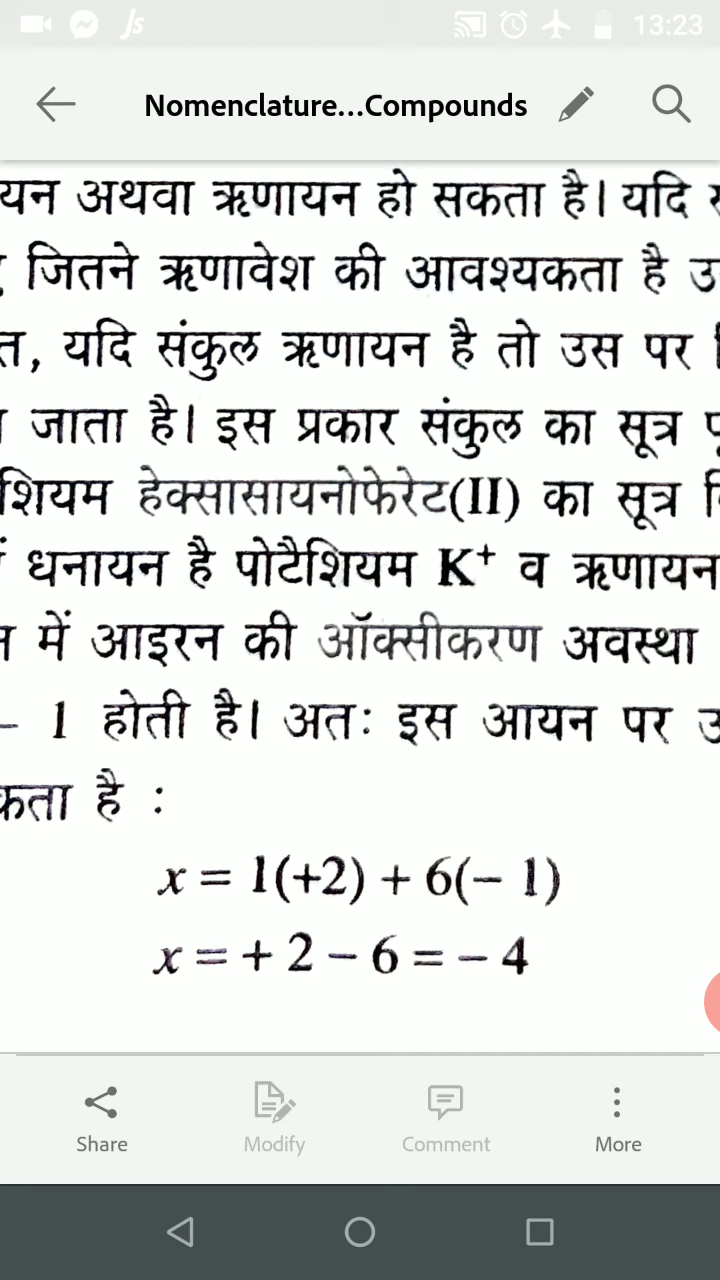 13:23
Nomenclature...Compounds
यन अथवा ऋणायन हो सकता है। यदि
जितने ऋणावेश की आवश्यकता है
त, यदि संकुल ऋणायन है तो उस पर
जाता है। इस प्रकार संकुल का सूत्र
शियम हेक्सासायनोफेरेट(II) का सूत्र
धनायन है पोटैशियम K⁺ व ऋणायन
में आइरन की ऑक्सीकरण अवस्था
– 1 होती है। अतः इस आयन पर
कता है :
x = 1(+2) + 6(– 1)
x = + 2 – 6 = – 4
Share Modify Comment More